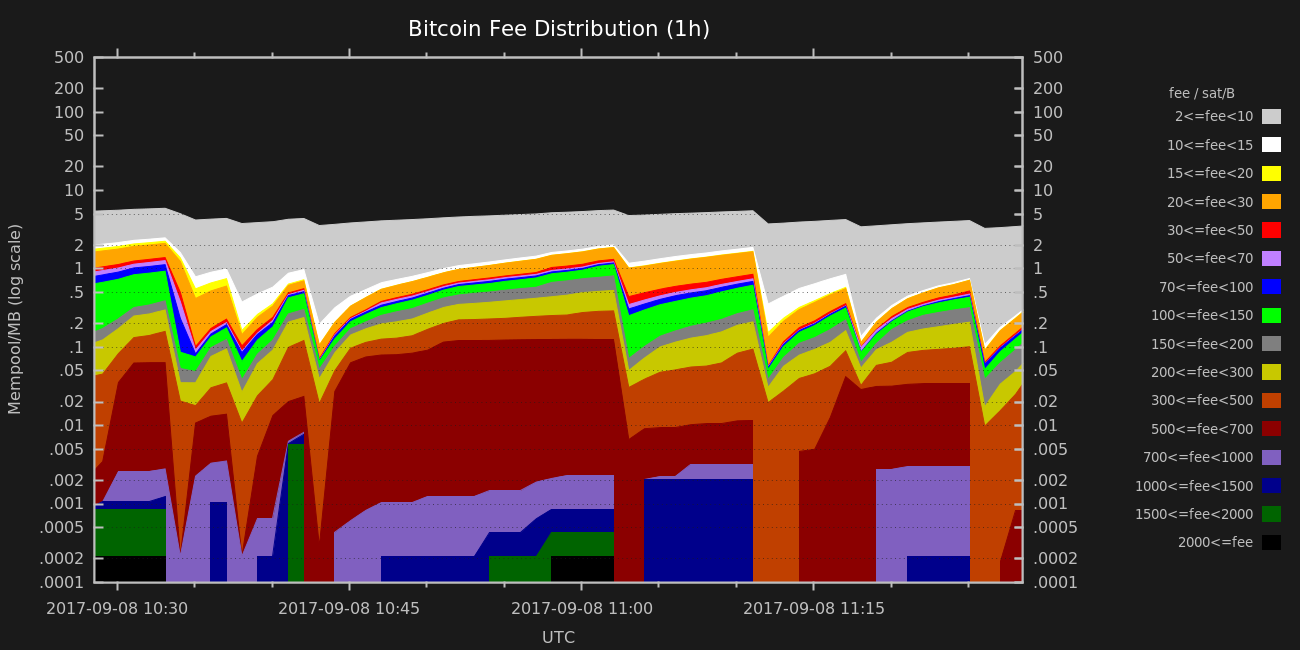 Bitcoin Fee Distribution (1h)
Mempool/MB (log scale)
500
200
100
50
20
10
5
2
1
.5
.2
.1
.05
.02
.01
.005
.002
.001
.0005
.0002
.0001
500
200
100
50
20
10
5
2
1
.5
.2
.1
.05
.02
.01
.005
.002
.001
.0005
.0002
.0001
2017-09-08 10:30 2017-09-08 10:45 2017-09-08 11:00 2017-09-08 11:15
UTC
fee / sat/B
2<=fee<10
10<=fee<15
15<=fee<20
20<=fee<30
30<=fee<50
50<=fee<70
70<=fee<100
100<=fee<150
150<=fee<200
200<=fee<300
300<=fee<500
500<=fee<700
700<=fee<1000
1000<=fee<1500
1500<=fee<2000
2000<=fee